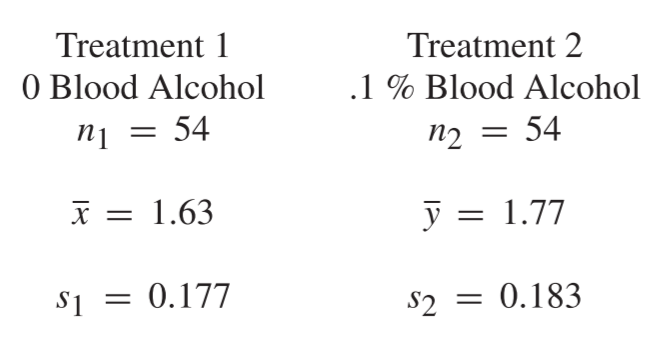 Treatment 1 Treatment 2
0 Blood Alcohol .1 % Blood Alcohol
n₁ = 54 n₂ = 54
x̅ = 1.63 y̅ = 1.77
s₁ = 0.177 s₂ = 0.183